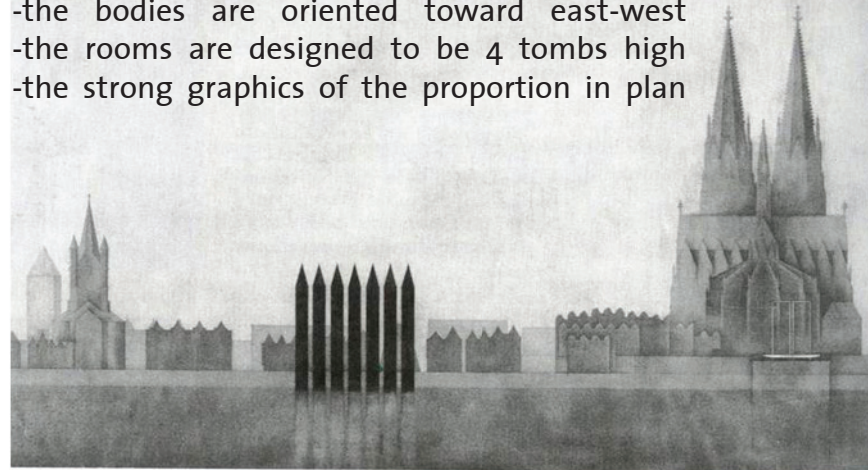 -the bodies are oriented toward east-west
-the rooms are designed to be 4 tombs high
-the strong graphics of the proportion in plan